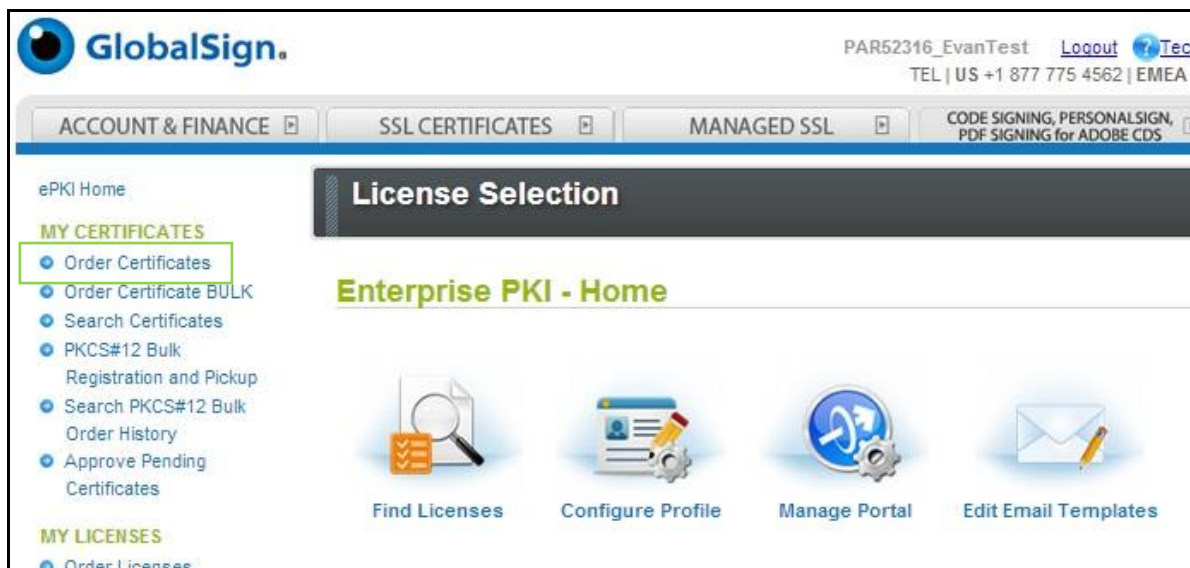 GlobalSign.
PAR52316_EvanTest Logout ? Tec
TEL | US +1 877 775 4562 | EMEA
ACCOUNT & FINANCE
SSL CERTIFICATES
MANAGED SSL
CODE SIGNING, PERSONALSIGN,
PDF SIGNING for ADOBE CDS
ePKI Home
MY CERTIFICATES
Order Certificates
Order Certificate BULK
Search Certificates
PKCS#12 Bulk
Registration and Pickup
Search PKCS#12 Bulk
Order History
Approve Pending
Certificates
MY LICENSES
Order Licenses
License Selection
Enterprise PKI - Home
Find Licenses
Configure Profile
Manage Portal
Edit Email Templates